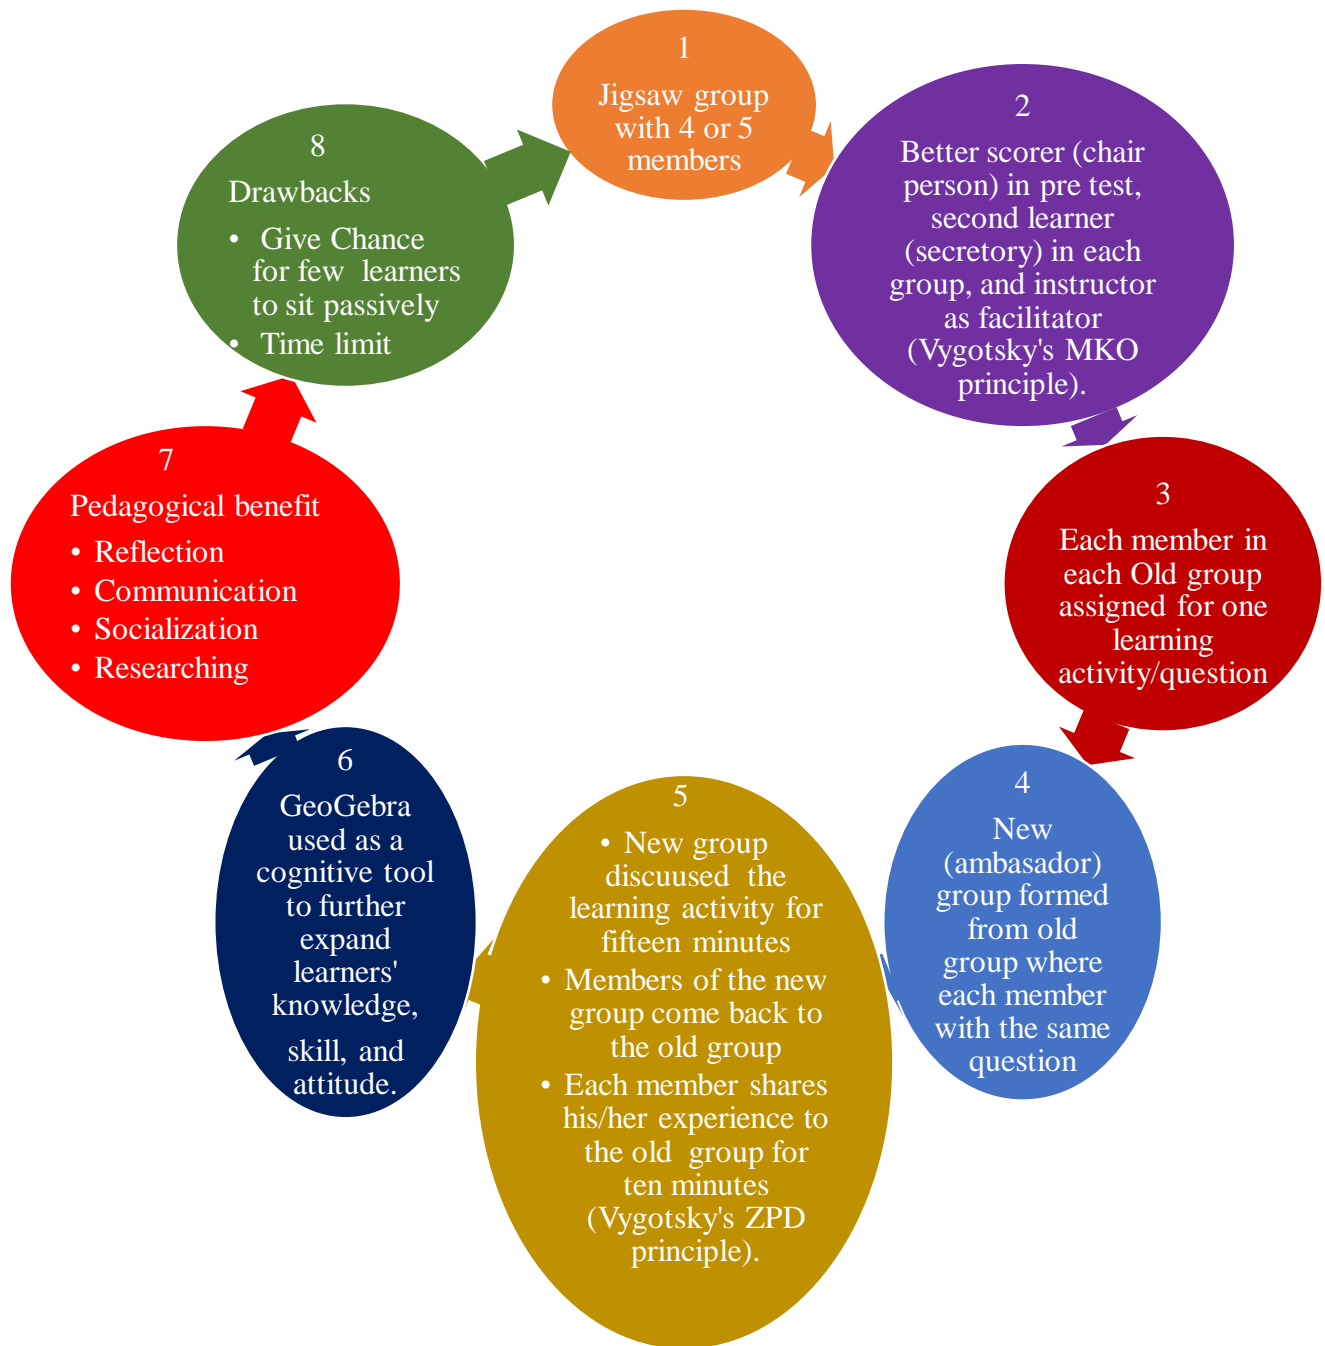 1
Jigsaw group
with 4 or 5
members
2
Better scorer (chair
person) in pre test,
second learner
(secretory) in each
group, and instructor
as facilitator
(Vygotsky's MKO
principle).
3
Each member in
each Old group
assigned for one
learning
activity/question
4
New
(ambasador)
group formed
from old
group where
each member
with the same
question
5
• New group
discuused the
learning activity for
fifteen minutes
• Members of the new
group come back to
the old group
• Each member shares
his/her experience to
the old group for
ten minutes
(Vygotsky's ZPD
principle).
6
GeoGebra
used as a
cognitive tool
to further
expand
learners'
knowledge,
skill, and
attitude.
7
Pedagogical benefit
• Reflection
• Communication
• Socialization
• Researching
8
Drawbacks
• Give Chance
for few learners
to sit passively
• Time limit